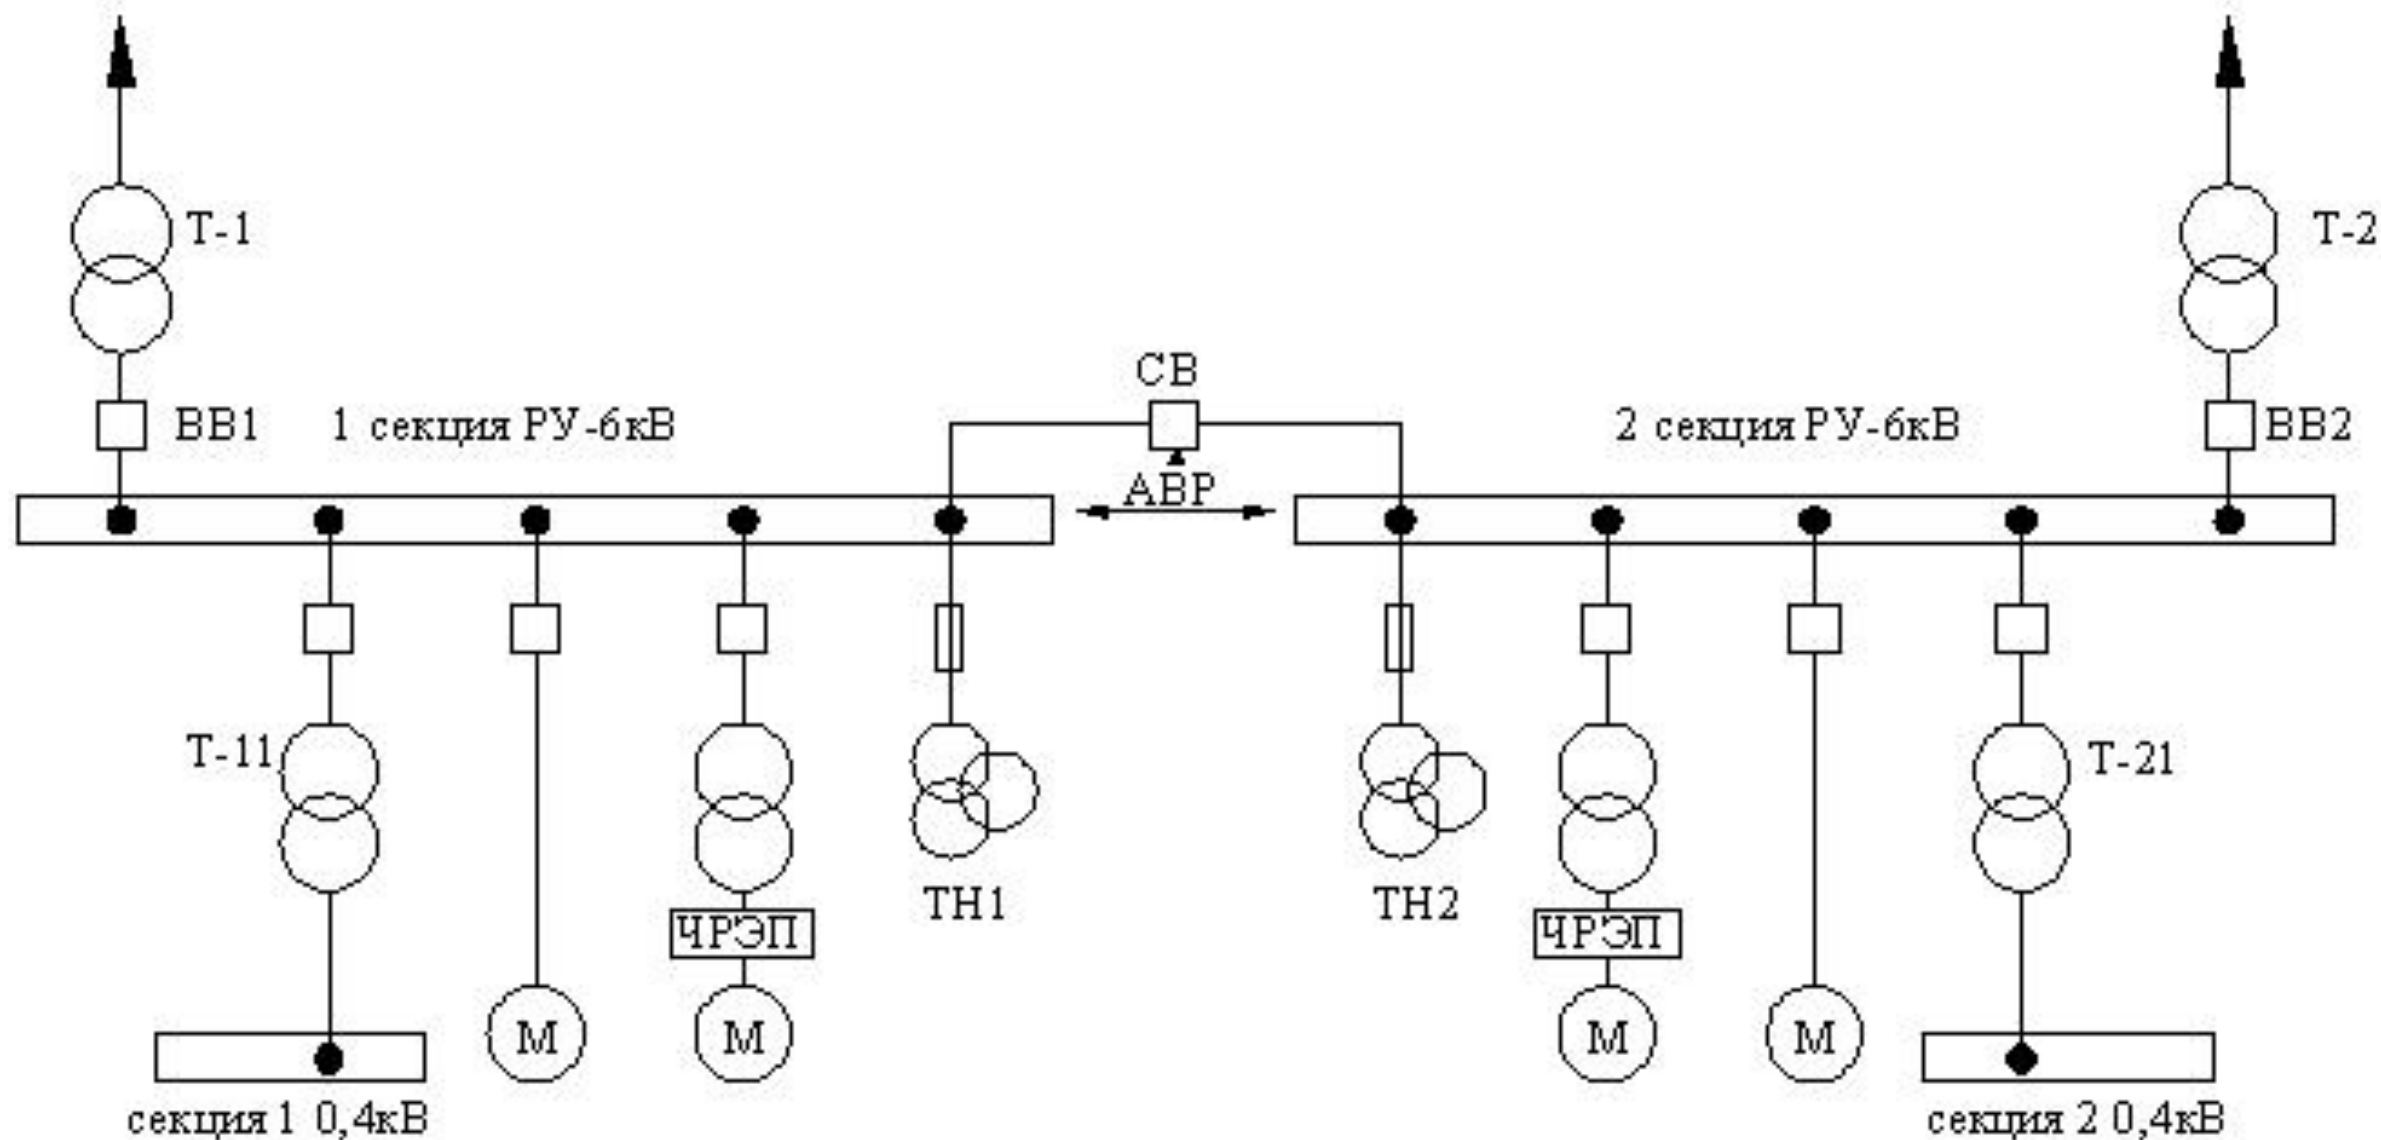 Т-1
Т-2
СВ
ВВ1
1 секция РУ-6кВ
2 секция РУ-6кВ
ВВ2
АВР
Т-11
Т-21
ТН1
ТН2
ЧРЭП
ЧРЭП
М
М
М
М
секция 1 0,4кВ
секция 2 0,4кВ